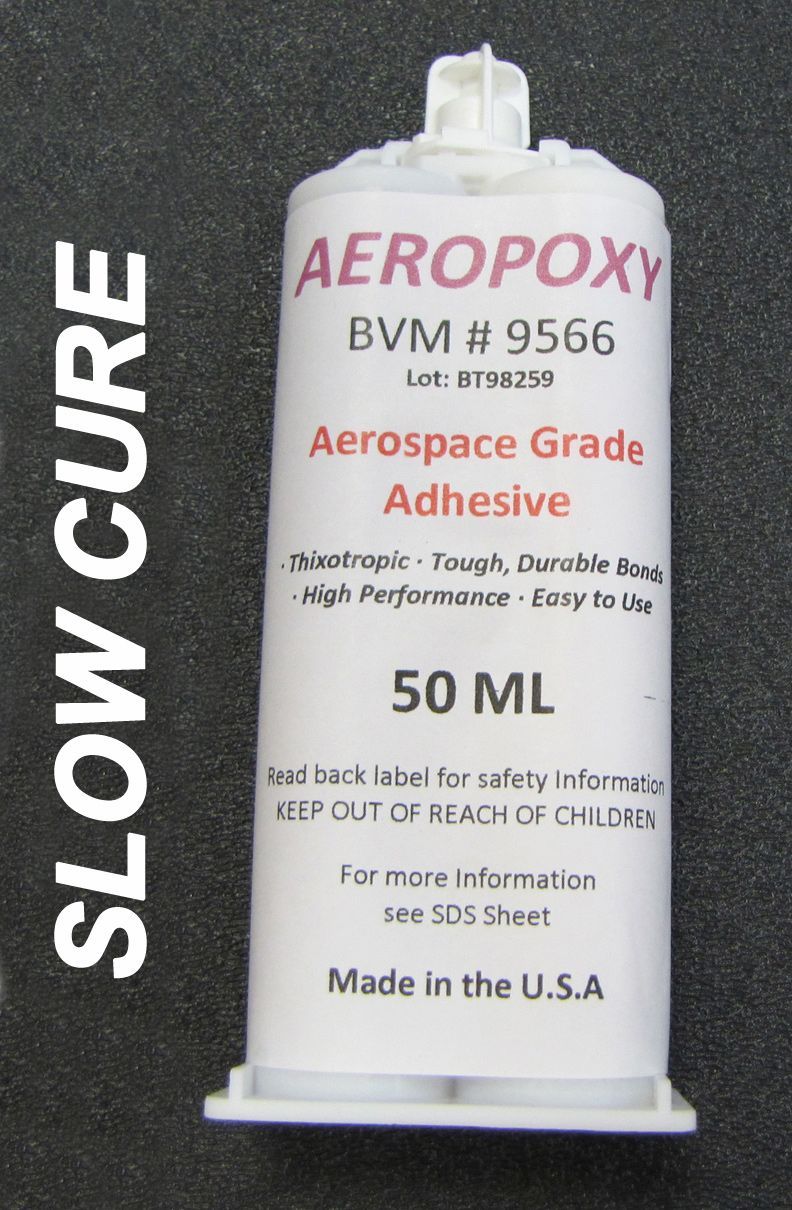 SLOW CURE
AEROPOXY
BVM # 9566
Lot: BT98259
Aerospace Grade
Adhesive
· Thixotropic · Tough, Durable Bonds
· High Performance · Easy to Use
50 ML
Read back label for safety Information
KEEP OUT OF REACH OF CHILDREN
For more Information
see SDS Sheet
Made in the U.S.A